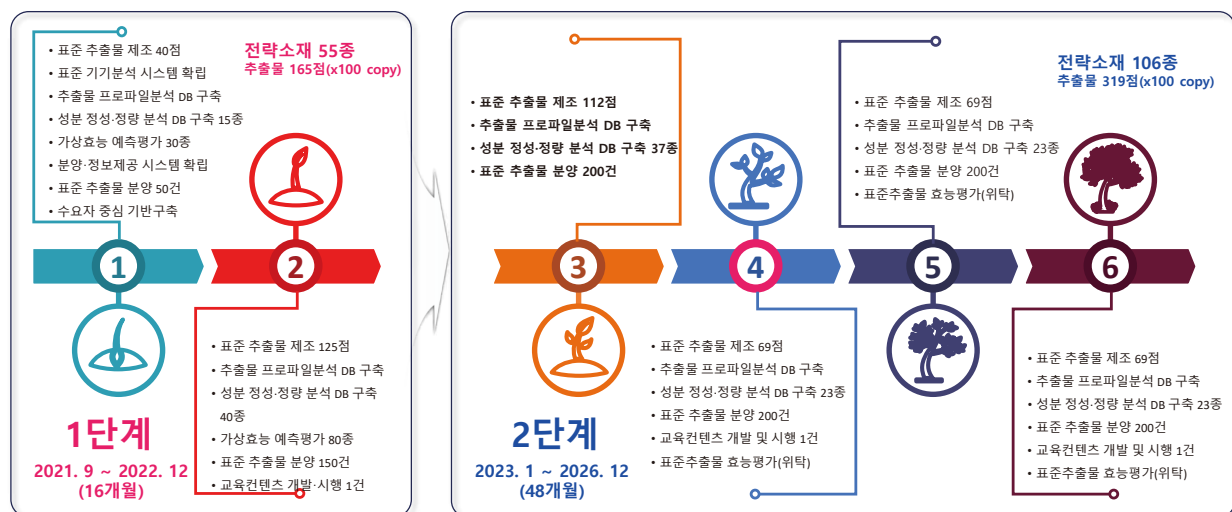 • 표준 추출물 제조 40점
• 표준 기기분석 시스템 확립
• 추출물 프로파일분석 DB 구축
• 성분 정성·정량 분석 DB 구축 15종
• 가상효능 예측평가 30종
• 분양·정보제공 시스템 확립
• 표준 추출물 분양 50건
• 수요자 중심 기반구축
전략소재 55종
추출물 165점(x100 copy)
1
2
1단계
2021. 9 ~ 2022. 12
(16개월)
• 표준 추출물 제조 125점
• 추출물 프로파일분석 DB 구축
• 성분 정성·정량 분석 DB 구축
40종
• 가상효능 예측평가 80종
• 표준 추출물 분양 150건
• 교육컨텐츠 개발·시행 1건
• 표준 추출물 제조 112점
• 추출물 프로파일분석 DB 구축
• 성분 정성·정량 분석 DB 구축 37종
• 표준 추출물 분양 200건
• 표준 추출물 제조 69점
• 추출물 프로파일분석 DB 구축
• 성분 정성·정량 분석 DB 구축 23종
• 표준 추출물 분양 200건
• 표준추출물 효능평가(위탁)
전략소재 106종
추출물 319점(x100 copy)
3
4
5
6
2단계
2023. 1 ~ 2026. 12
(48개월)
• 표준 추출물 제조 69점
• 추출물 프로파일분석 DB 구축
• 성분 정성·정량 분석 DB 구축 23종
• 표준 추출물 분양 200건
• 교육컨텐츠 개발 및 시행 1건
• 표준추출물 효능평가(위탁)
• 표준 추출물 제조 69점
• 추출물 프로파일분석 DB 구축
• 성분 정성·정량 분석 DB 구축 23종
• 표준 추출물 분양 200건
• 교육컨텐츠 개발 및 시행 1건
• 표준추출물 효능평가(위탁)